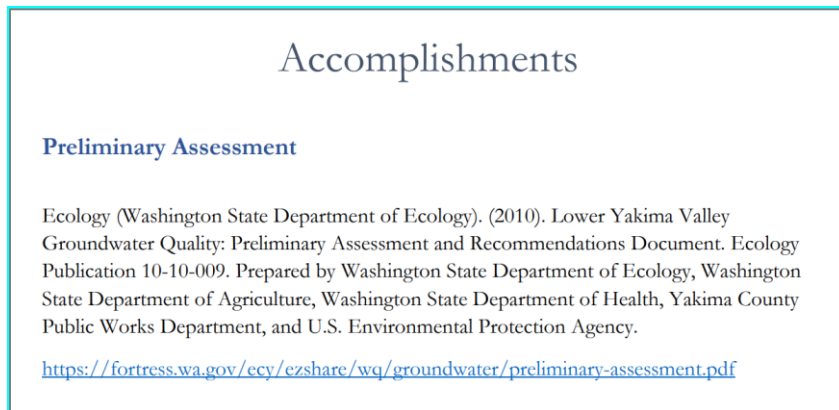 Accomplishments
Preliminary Assessment
Ecology (Washington State Department of Ecology). (2010). Lower Yakima Valley
Groundwater Quality: Preliminary Assessment and Recommendations Document. Ecology
Publication 10-10-009. Prepared by Washington State Department of Ecology, Washington
State Department of Agriculture, Washington State Department of Health, Yakima County
Public Works Department, and U.S. Environmental Protection Agency.
https://fortress.wa.gov/ecy/ezshare/wq/groundwater/preliminary-assessment.pdf